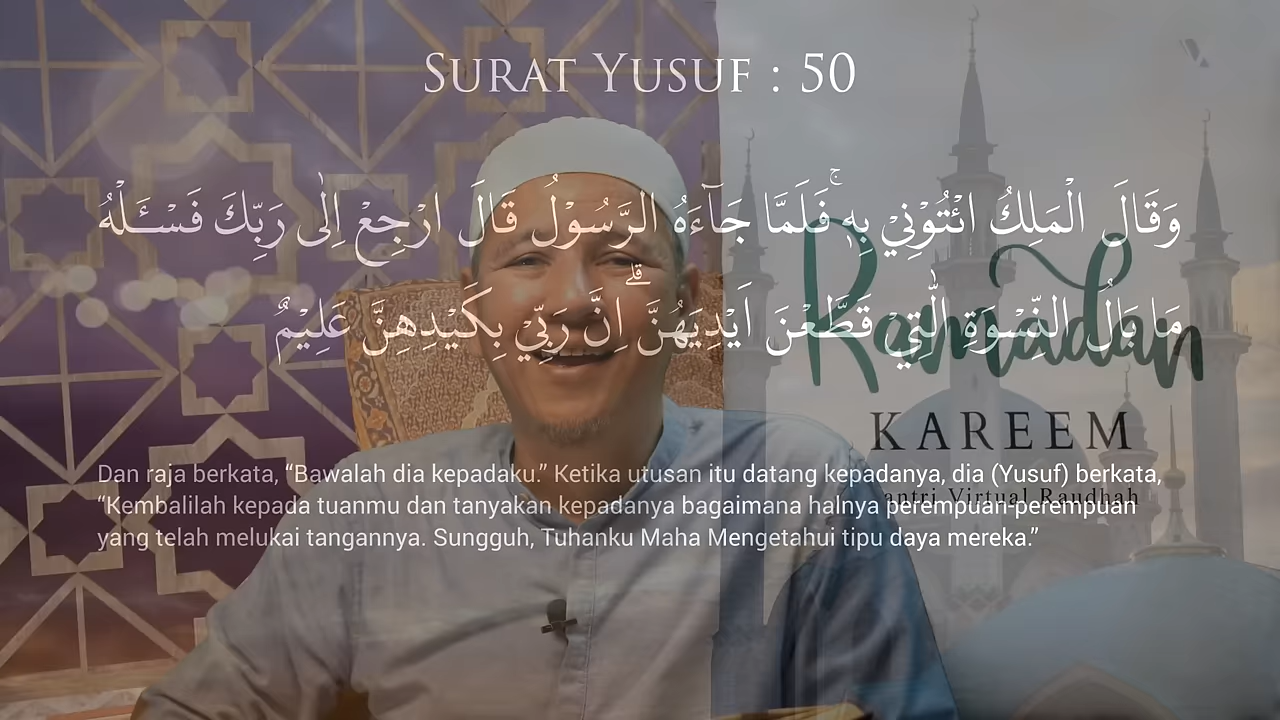 SURAT YUSUF : 50
وَقَالَ الْمَلِكُ ائْتُوْنِيْ بِهٖۚ فَلَمَّا جَاۤءَهُ الرَّسُوْلُ قَالَ ارْجِعْ اِلٰى رَبِّكَ فَسْـَٔلْهُ
مَا بَالُ النِّسْوَةِ الّٰتِيْ قَطَّعْنَ اَيْدِيَهُنَّ ۗاِنَّ رَبِّيْ بِكَيْدِهِنَّ عَلِيْمٌ
Ramadan
KAREEM
Dan raja berkata, “Bawalah dia kepadaku.” Ketika utusan itu datang kepadanya, dia (Yusuf) berkata,
Virtual Raudhah
“Kembalilah kepada tuanmu dan tanyakan kepadanya bagaimana halnya perempuan-perempuan
yang telah melukai tangannya. Sungguh, Tuhanku Maha Mengetahui tipu daya mereka.”